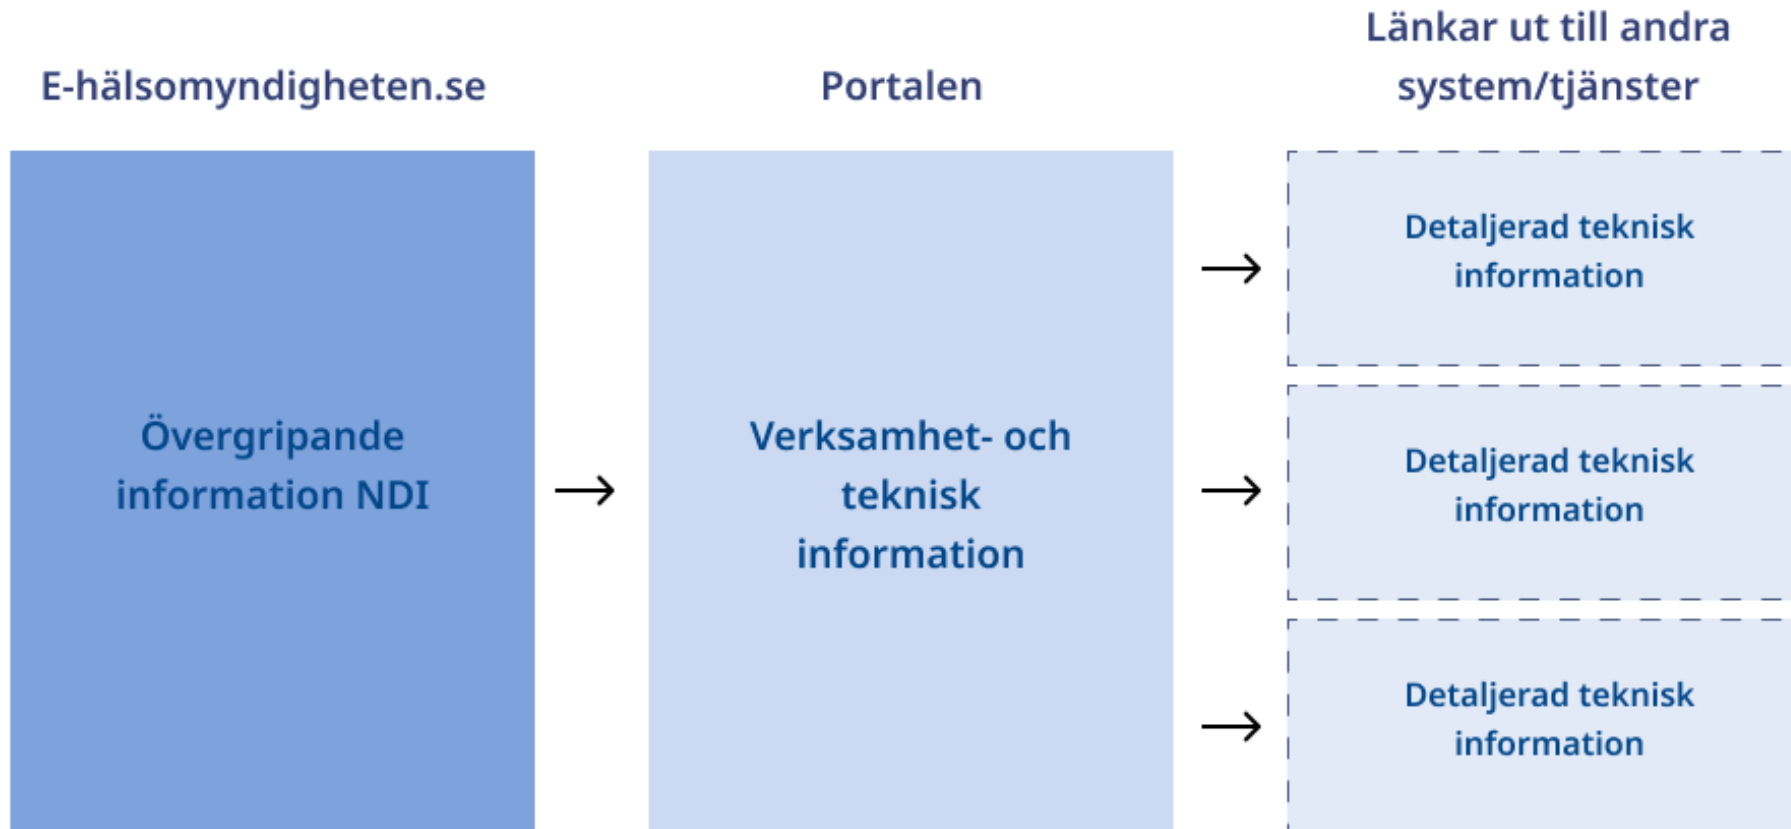 E-hälsomyndigheten.se
Portalen
Länkar ut till andra
system/tjänster
Övergripande
information NDI
Verksamhet- och
teknisk
information
Detaljerad teknisk
information
Detaljerad teknisk
information
Detaljerad teknisk
information